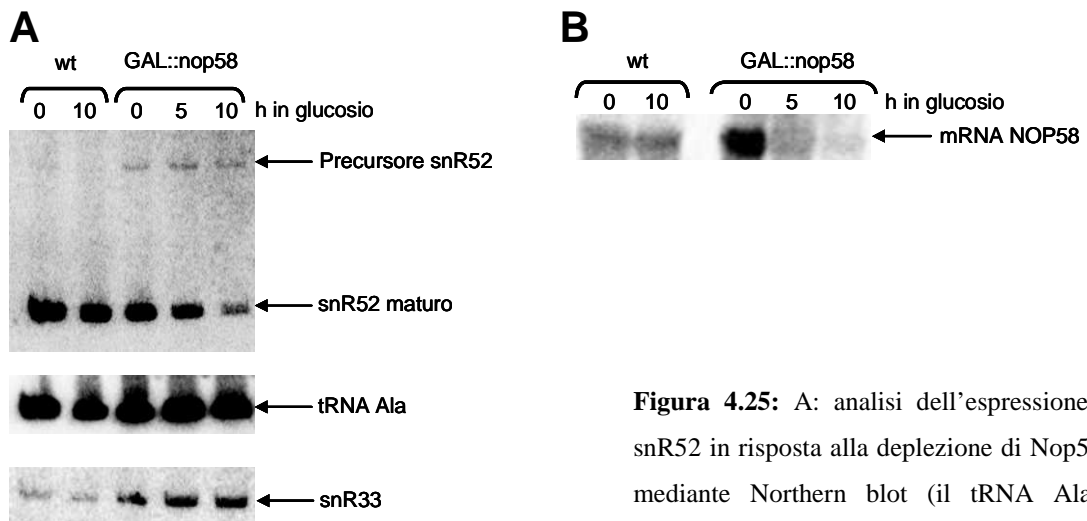 A
wt GAL::nop58
0 10 0 5 10 h in glucosio
Precursore snR52
snR52 maturo
tRNA Ala
snR33
B
wt GAL::nop58
0 10 0 5 10 h in glucosio
mRNA NOP58
Figura 4.25: A: analisi dell’espressione
snR52 in risposta alla deplezione di Nop5
mediante Northern blot (il tRNA Ala